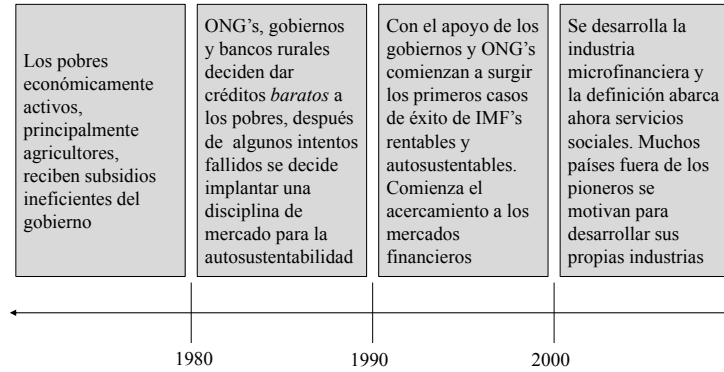 Los pobres
económicamente
activos,
principalmente
agricultores,
reciben subsidios
ineficientes del
gobierno
ONG’s, gobiernos
y bancos rurales
deciden dar
créditos baratos a
los pobres, después
de algunos intentos
fallidos se decide
implantar una
disciplina de
mercado para la
autosustentabilidad
Con el apoyo de los
gobiernos y ONG’s
comienzan a surgir
los primeros casos
de éxito de IMF’s
rentables y
autosustentables.
Comienza el
acercamiento a los
mercados
financieros
Se desarrolla la
industria
microfinanciera y
la definición abarca
ahora servicios
sociales. Muchos
países fuera de los
pioneros se
motivan para
desarrollar sus
propias industrias
1980
1990
2000